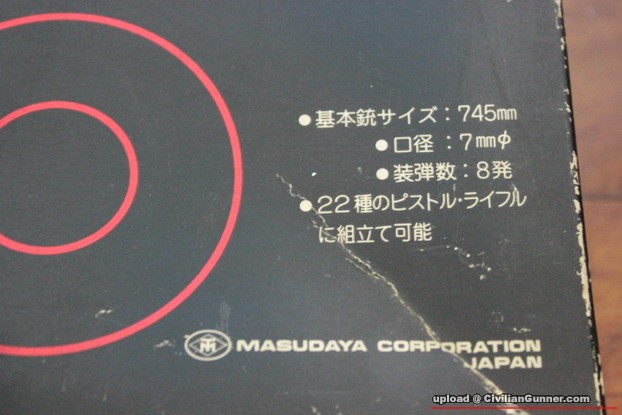 ●基本銃サイズ：745mm
●口径 ：7mmφ
●装弾数：8発
●22種のピストル・ライフル
に組立て可能
MASUDAYA CORPORATION
JAPAN
upload @ CivilianGunner.com